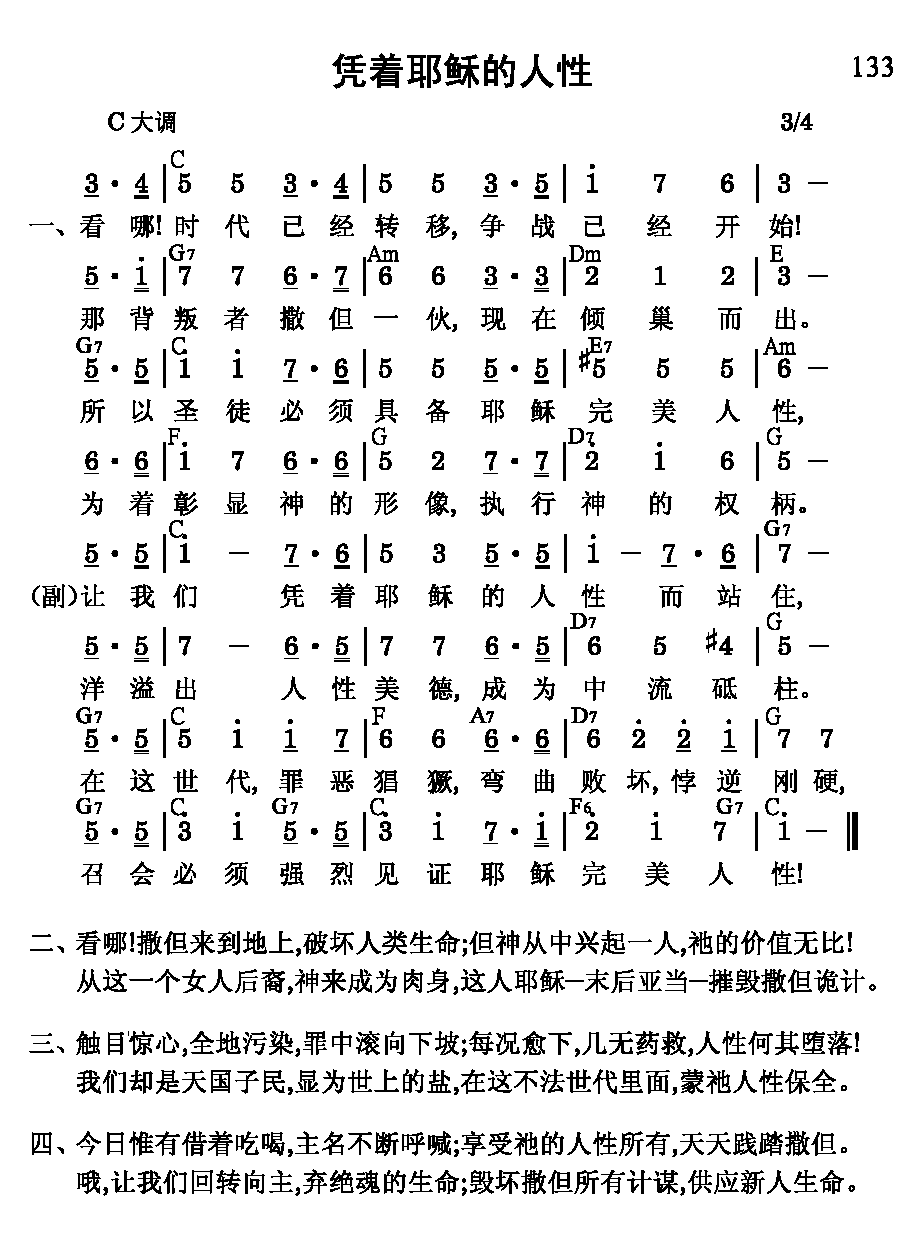 凭着耶稣的人性 133
C大调 3/4
C
3·4|5 5 3·4|5 5 3·5|i 7 6|3 —
一、看哪!时代已经转移,争战已经开始!
G7 Am Dm E
5·i|7 7 6·7|6 6 3·3|2 1 2|3 —
那背叛者撒但一伙,现在倾巢而出。
G7 C E7 Am
5·5|i i 7·6|5 5 5·5|#5 5 5|6 —
所以圣徒必须具备耶稣完美人性,
F G D7 G
6·6|i 7 6·6|5 2 7·7|2̇ i 6|5 —
为着彰显神的形像,执行神的权柄。
C G7
5·5|i — 7·6|5 3 5·5|i — 7·6|7 —
(副)让我们凭着耶稣的人性而站住,
D7 G
5·5|7 — 6·5|7 7 6·5|6 5 #4|5 —
洋溢出人性美德,成为中流砥柱。
G7 C F A7 D7 G
5·5|5 i i 7|6 6 6·6|6 2̇ 2̇ i|7 7
在这世代,罪恶猖獗,弯曲败坏,悖逆刚硬,
G7 C G7 C F6 G7 C
5·5|3̇ i 5·5|3̇ i 7·i|2̇ i 7|i — ‖
召会必须强烈见证耶稣完美人性!
二、看哪!撒但来到地上,破坏人类生命;但神从中兴起一人,祂的价值无比!
从这一个女人后裔,神来成为肉身,这人耶稣—末后亚当—摧毁撒但诡计。
三、触目惊心,全地污染,罪中滚向下坡;每况愈下,几无药救,人性何其堕落!
我们却是天国子民,显为世上的盐,在这不法世代里面,蒙祂人性保全。
四、今日惟有借着吃喝,主名不断呼喊;享受祂的人性所有,天天践踏撒但。
哦,让我们回转向主,弃绝魂的生命;毁坏撒但所有计谋,供应新人生命。